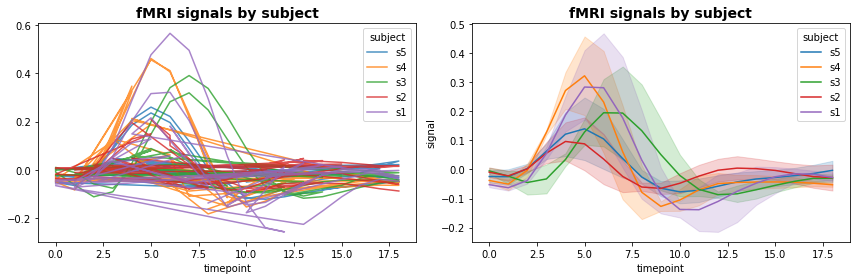 fMRI signals by subject
0.6
0.4
0.2
0.0
−0.2
0.0
2.5
5.0
7.5
10.0
12.5
15.0
17.5
timepoint
subject
s5
s4
s3
s2
s1
fMRI signals by subject
signal
0.5
0.4
0.3
0.2
0.1
0.0
−0.1
−0.2
0.0
2.5
5.0
7.5
10.0
12.5
15.0
17.5
timepoint
subject
s5
s4
s3
s2
s1